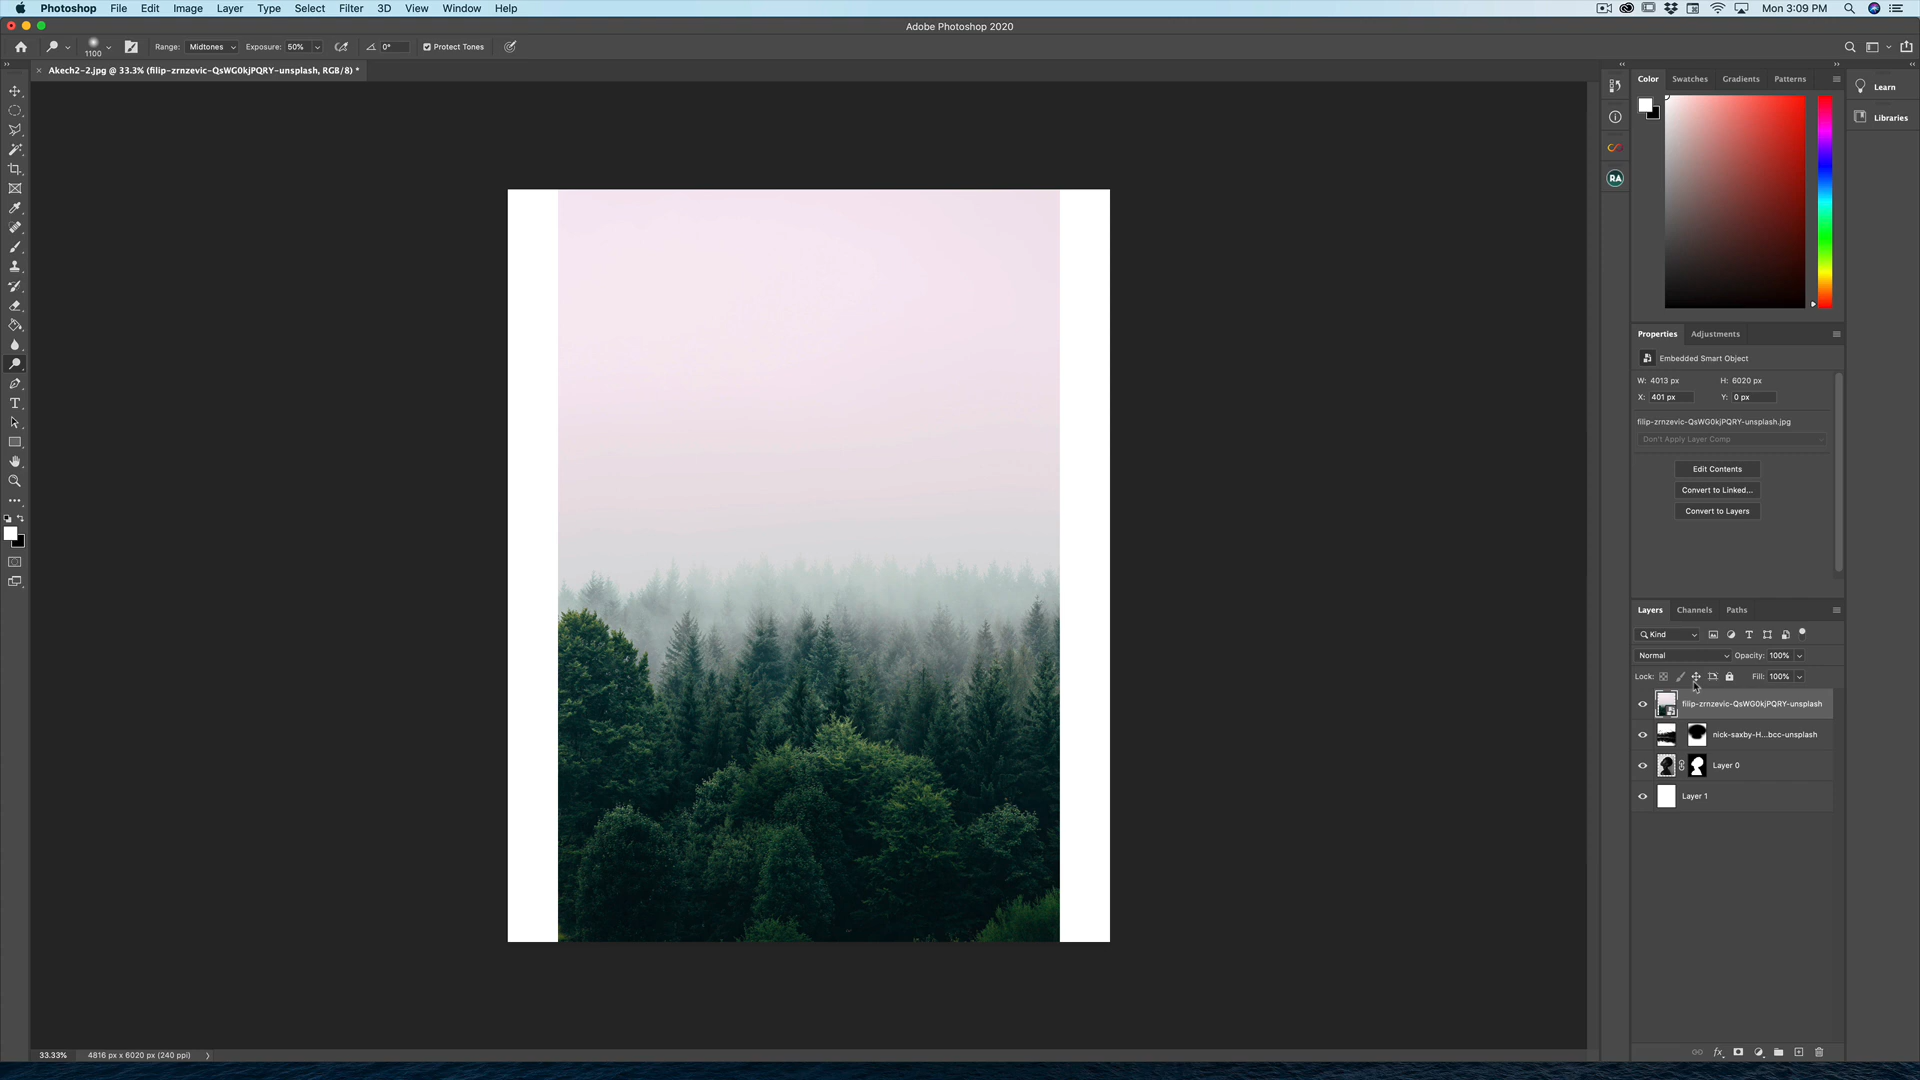 Photoshop File Edit Image Layer Type Select Filter 3D View Window Help
Mon 3:09 PM
Adobe Photoshop 2020
1100 Range: Midtones Exposure: 50% 0° Protect Tones
Akech2-2.jpg @ 33.3% (filip-zrnzevic-QsWG0kjPQRY-unsplash, RGB/8) *
Color Swatches Gradients Patterns
Learn
Libraries
RA
Properties Adjustments
Embedded Smart Object
W: 4013 px H: 6020 px
X: 401 px Y: 0 px
filip-zrnzevic-QsWG0kjPQRY-unsplash.jpg
Don't Apply Layer Comp
Edit Contents
Convert to Linked...
Convert to Layers
Layers Channels Paths
Kind
Normal Opacity: 100%
Lock: Fill: 100%
filip-zrnzevic-QsWG0kjPQRY-unsplash
nick-saxby-H...bcc-unsplash
Layer 0
Layer 1
33.33% 4816 px x 6020 px (240 ppi)
fx